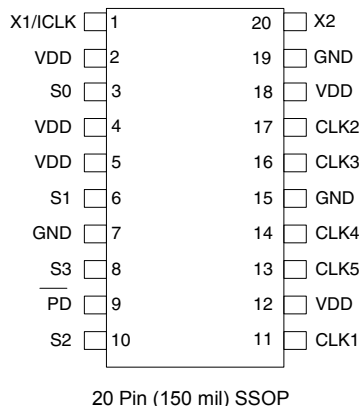 X1/ICLK 1 20 X2
VDD 2 19 GND
S0 3 18 VDD
VDD 4 17 CLK2
VDD 5 16 CLK3
S1 6 15 GND
GND 7 14 CLK4
S3 8 13 CLK5
PD 9 12 VDD
S2 10 11 CLK1
20 Pin (150 mil) SSOP